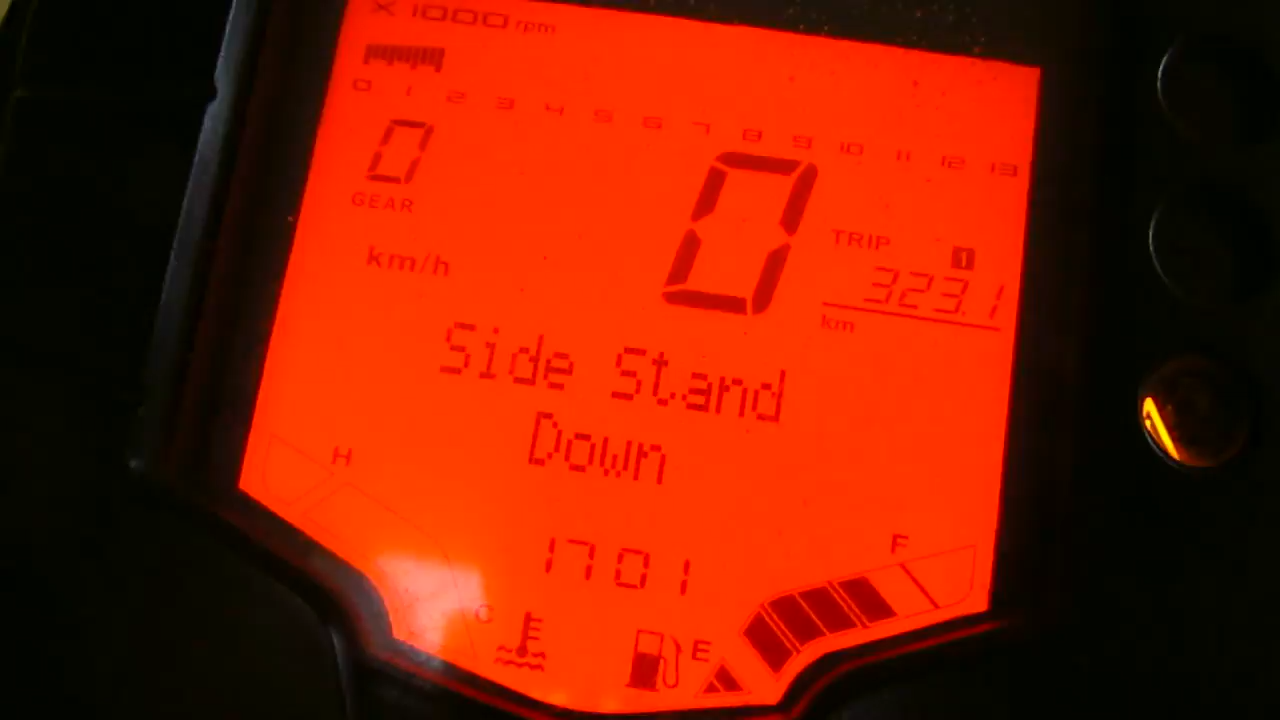 X 1000 rpm
0 1 2 3 4 5 6 7 8 9 10 11 12 13
0
GEAR
0
TRIP 1
323.1
km
km/h
Side Stand
Down
H
1701
F
C
E